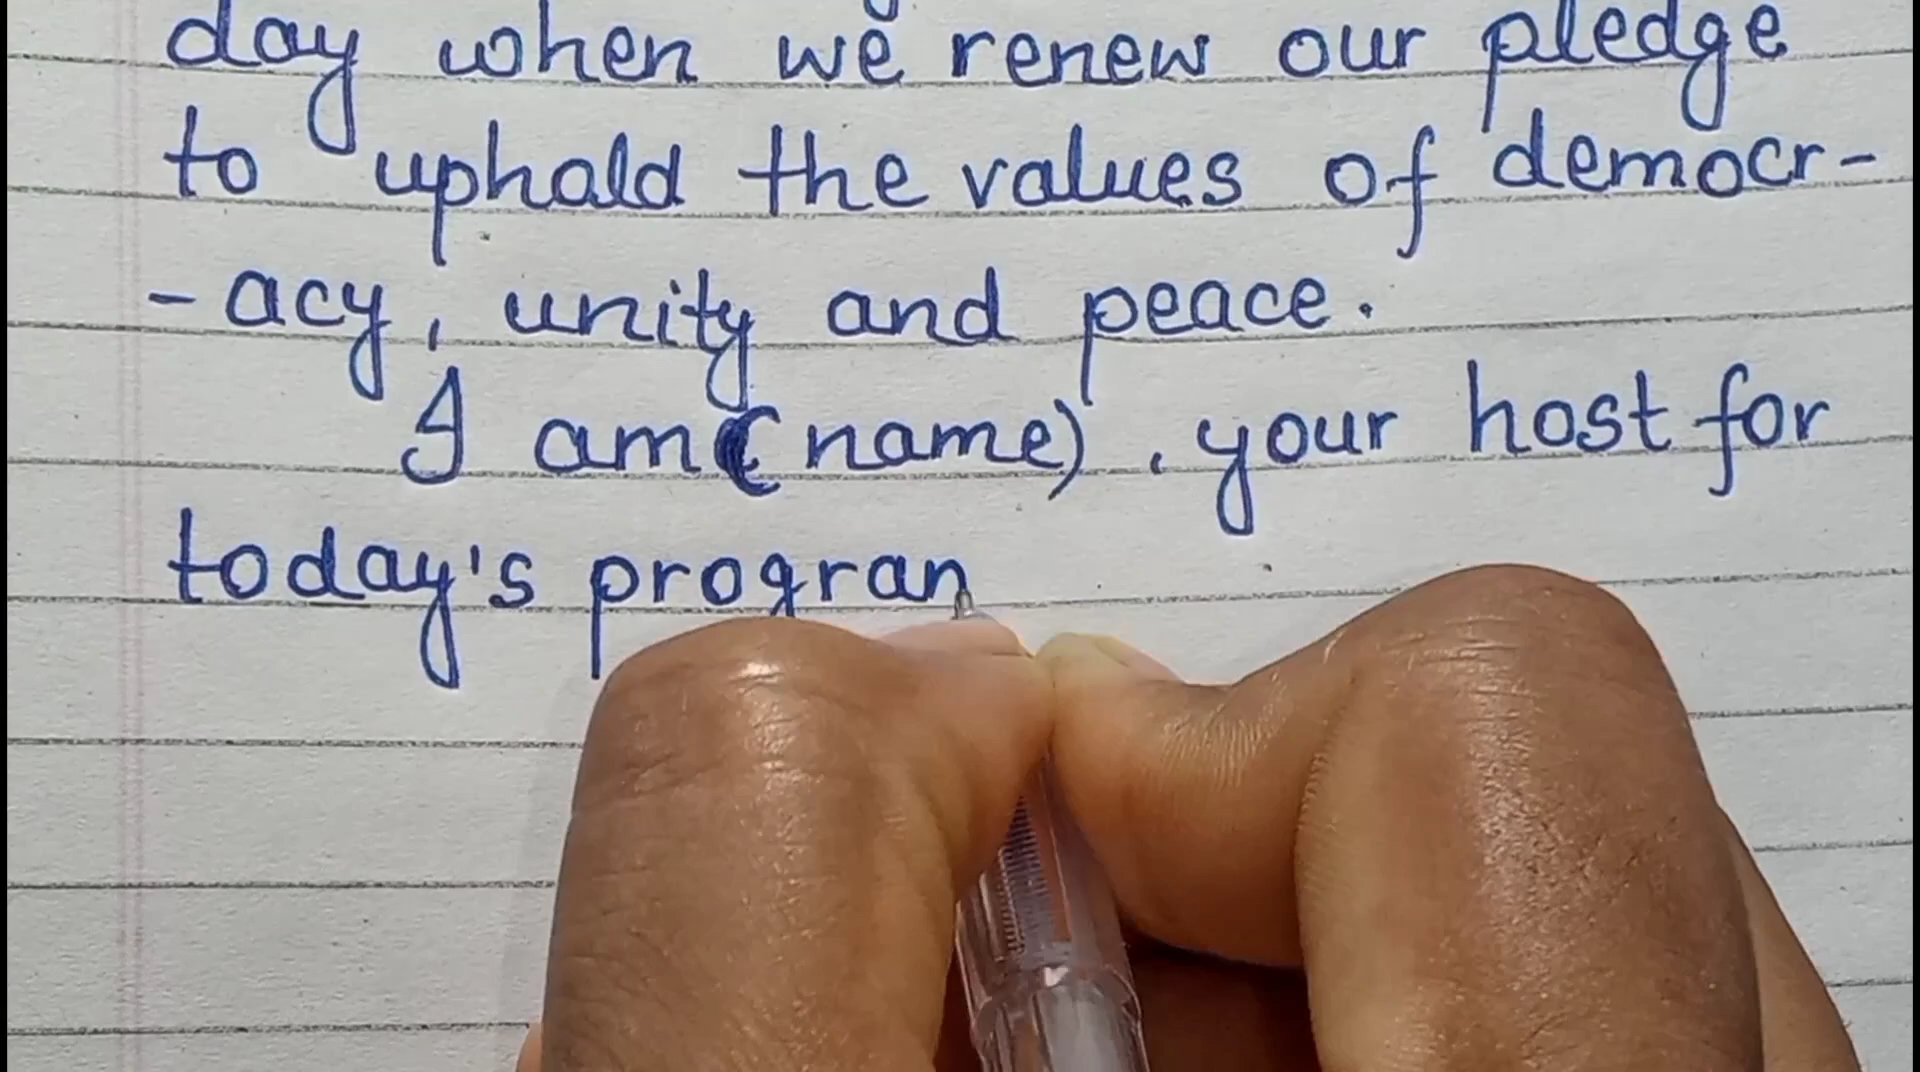 day when we renew our pledge
to uphald the values of democr-
-acy, unity and peace.
I am (name), your host for
today's progran